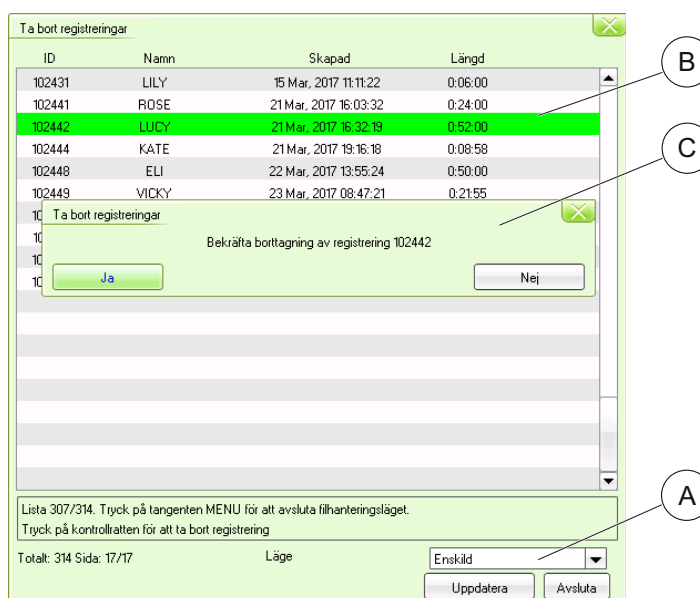 Ta bort registreringar
ID Namn Skapad Längd
102431 LILY 15 Mar, 2017 11:11:22 0:06:00
102441 ROSE 21 Mar, 2017 16:03:32 0:24:00
102442 LUCY 21 Mar, 2017 16:32:19 0:52:00
102444 KATE 21 Mar, 2017 19:16:18 0:08:58
102448 ELI 22 Mar, 2017 13:55:24 0:50:00
102449 VICKY 23 Mar, 2017 08:47:21 0:21:55
Ta bort registreringar
Bekräfta borttagning av registrering 102442
Ja Nej
Lista 307/314. Tryck på tangenten MENU för att avsluta filhanteringsläget.
Tryck på kontrollratten för att ta bort registrering
Totalt: 314 Sida: 17/17 Läge Enskild
Uppdatera Avsluta
B
C
A